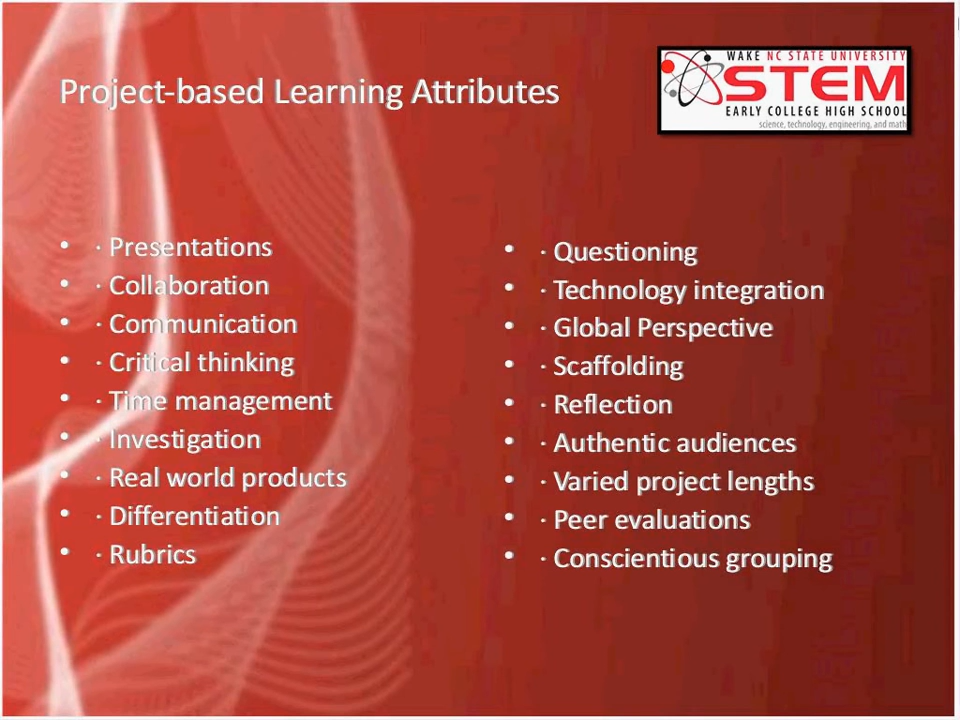 Project-based Learning Attributes
WAKE NC STATE UNIVERSITY
STEM
EARLY COLLEGE HIGH SCHOOL
science, technology, engineering, and math
• · Presentations
• · Collaboration
• · Communication
• · Critical thinking
• · Time management
• · Investigation
• · Real world products
• · Differentiation
• · Rubrics
• · Questioning
• · Technology integration
• · Global Perspective
• · Scaffolding
• · Reflection
• · Authentic audiences
• · Varied project lengths
• · Peer evaluations
• · Conscientious grouping